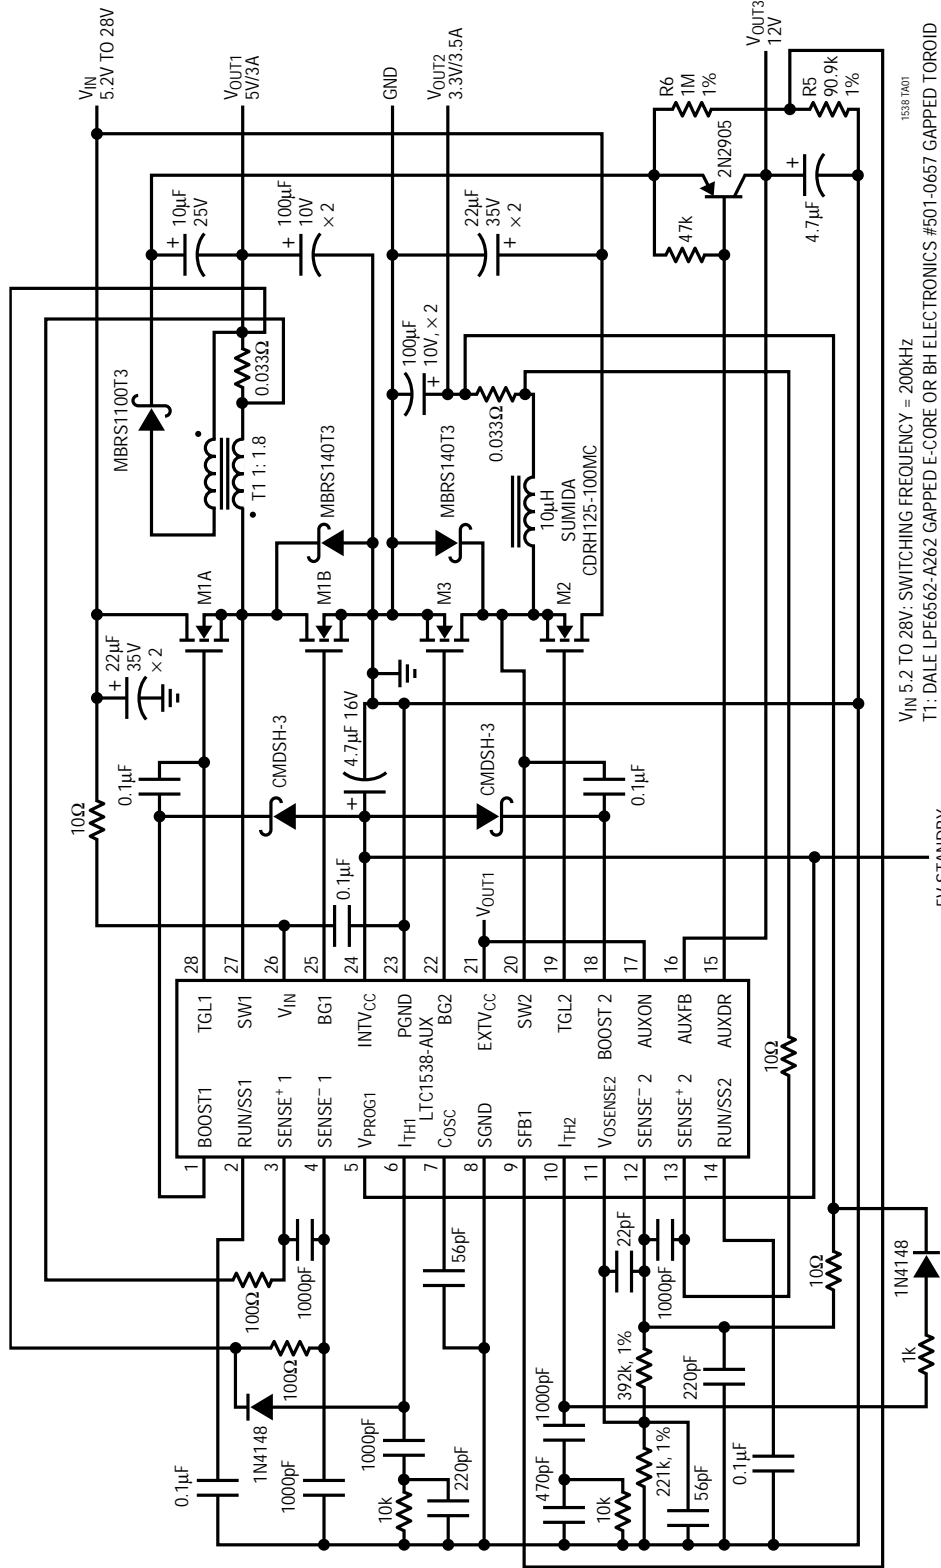 VIN
5.2V TO 28V
VOUT1
5V/3A
GND
VOUT2
3.3V/3.5A
VOUT3
12V
10µF
25V
100µF
10V
× 2
22µF
35V
× 2
R6
1M
1%
R5
90.9k
1%
2N2905
47k
4.7µF
MBRS1100T3
0.033Ω
T1 1: 1.8
100µF
10V, × 2
0.033Ω
MBRS140T3
MBRS140T3
10µH
SUMIDA
CDRH125-100MC
M1A
M1B
M3
M2
22µF
35V
× 2
10Ω
0.1µF
CMDSH-3
4.7µF 16V
CMDSH-3
0.1µF
0.1µF
VOUT1
5V STANDBY
28
27
26
25
24
23
22
21
20
19
18
17
16
15
TGL1
SW1
VIN
BG1
INTVCC
PGND
BG2
EXTVCC
SW2
TGL2
BOOST 2
AUXON
AUXFB
AUXDR
LTC1538-AUX
BOOST1
RUN/SS1
SENSE+ 1
SENSE– 1
VPROG1
ITH1
COSC
SGND
SFB1
ITH2
VOSENSE2
SENSE– 2
SENSE+ 2
RUN/SS2
1
2
3
4
5
6
7
8
9
10
11
12
13
14
10Ω
100Ω
1000pF
100Ω
1N4148
56pF
22pF
1000pF
10Ω
1N4148
1k
0.1µF
1000pF
1000pF
10k
220pF
1000pF
470pF
10k
392k, 1%
221k, 1%
56pF
220pF
0.1µF
VIN 5.2 TO 28V: SWITCHING FREQUENCY = 200kHz
T1: DALE LPE6562-A262 GAPPED E-CORE OR BH ELECTRONICS #501-0657 GAPPED TOROID
1538 TA01